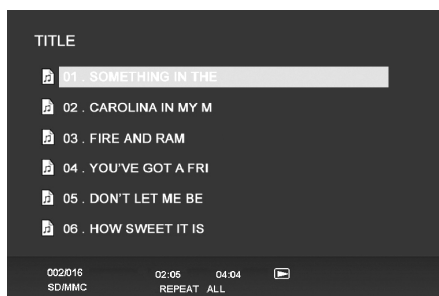 TITLE
01 . SOMETHING IN THE
02 . CAROLINA IN MY M
03 . FIRE AND RAM
04 . YOU'VE GOT A FRI
05 . DON'T LET ME BE
06 . HOW SWEET IT IS
002/016 02:05 04:04
SD/MMC REPEAT ALL